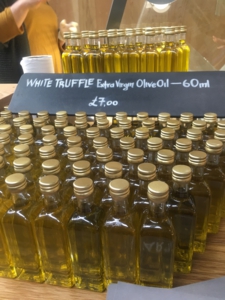 WHITE TRUFFLE Extra Virgin Olive Oil — 60ml
£7,00